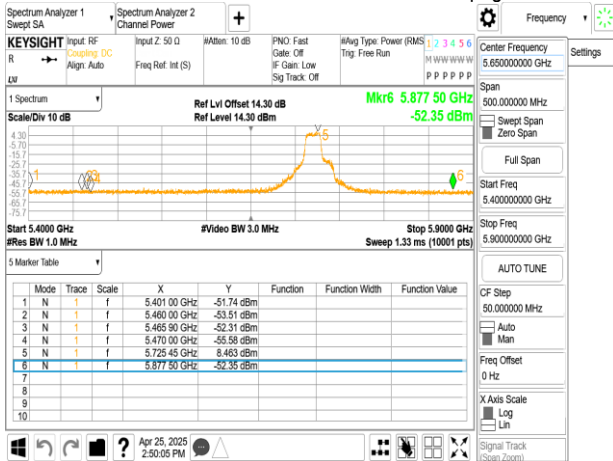 Spectrum Analyzer 1
Swept SA
Spectrum Analyzer 2
Channel Power
Frequency
KEYSIGHT
R
Input: RF
Coupling: DC
Align: Auto
Input Z: 50 Ω
Freq Ref: Int (S)
#Atten: 10 dB
PNO: Fast
Gate: Off
IF Gain: Low
Sig Track: Off
#Avg Type: Power (RMS
Trig: Free Run
1 2 3 4 5 6
M W W W W W
P P P P P P
1 Spectrum
Scale/Div 10 dB
Ref Lvl Offset 14.30 dB
Ref Level 14.30 dBm
Mkr6 5.877 50 GHz
-52.35 dBm
4.30
-5.70
-15.7
-25.7
-35.7
-45.7
-55.7
-65.7
-75.7
1
5
6
Start 5.4000 GHz
#Res BW 1.0 MHz
#Video BW 3.0 MHz
Stop 5.9000 GHz
Sweep 1.33 ms (10001 pts)
5 Marker Table
Mode Trace Scale X Y Function Function Width Function Value
1 N 1 f 5.401 00 GHz -51.74 dBm
2 N 1 f 5.460 00 GHz -53.51 dBm
3 N 1 f 5.465 90 GHz -52.31 dBm
4 N 1 f 5.470 00 GHz -55.58 dBm
5 N 1 f 5.725 45 GHz 8.463 dBm
6 N 1 f 5.877 50 GHz -52.35 dBm
7
8
9
10
Apr 25, 2025
2:50:05 PM
Center Frequency
5.650000000 GHz
Settings
Span
500.000000 MHz
Swept Span
Zero Span
Full Span
Start Freq
5.400000000 GHz
Stop Freq
5.900000000 GHz
AUTO TUNE
CF Step
50.000000 MHz
Auto
Man
Freq Offset
0 Hz
X Axis Scale
Log
Lin
Signal Track
(Span Zoom)